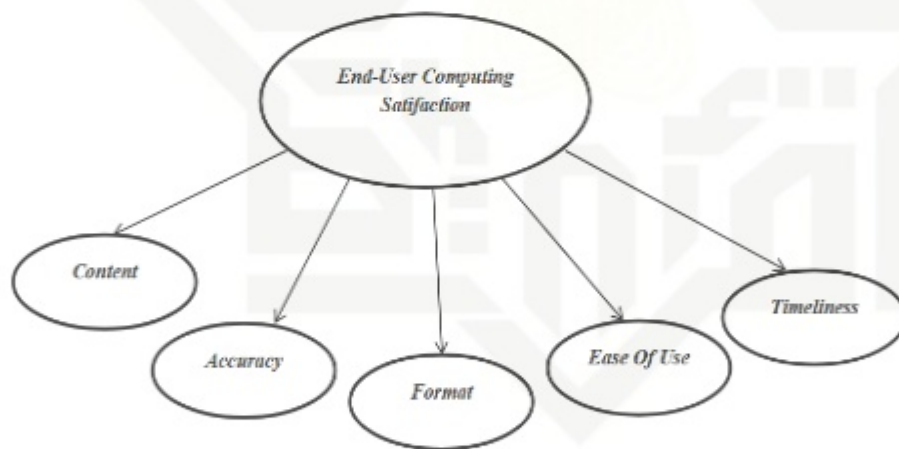 End-User Computing
Satifaction
Content
Accuracy
Format
Ease Of Use
Timeliness